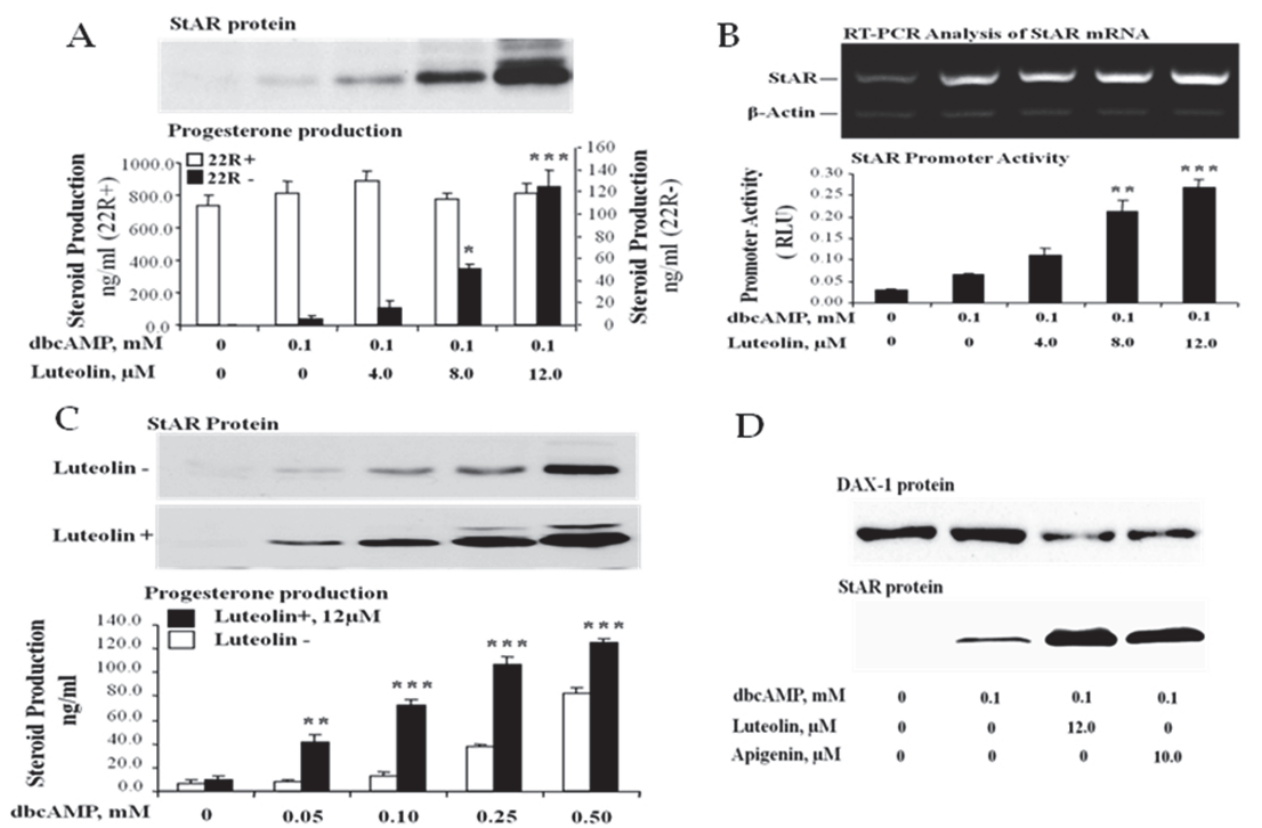 A
StAR protein
Progesterone production
22R+
22R -
Steroid Production
ng/ml (22R+)
1000.0
800.0
600.0
400.0
200.0
0.0
160
140
120
100
80
60
40
20
0
Steroid Production
ng/ml (22R-)
*
***
dbcAMP, mM 0 0.1 0.1 0.1 0.1
Luteolin, μM 0 0 4.0 8.0 12.0
B
RT-PCR Analysis of StAR mRNA
StAR
β-Actin
StAR Promoter Activity
Promoter Activity
( RLU)
0.30
0.25
0.20
0.15
0.10
0.05
0.00
**
***
dbcAMP, mM 0 0.1 0.1 0.1 0.1
Luteolin, μM 0 0 4.0 8.0 12.0
C
StAR Protein
Luteolin -
Luteolin +
Progesterone production
Luteolin+, 12μM
Luteolin -
Steroid Production
ng/ml
140.0
120.0
100.0
80.0
60.0
40.0
20.0
0.0
**
***
***
***
dbcAMP, mM 0 0.05 0.10 0.25 0.50
D
DAX-1 protein
StAR protein
dbcAMP, mM 0 0.1 0.1 0.1
Luteolin, μM 0 0 12.0 0
Apigenin, μM 0 0 0 10.0